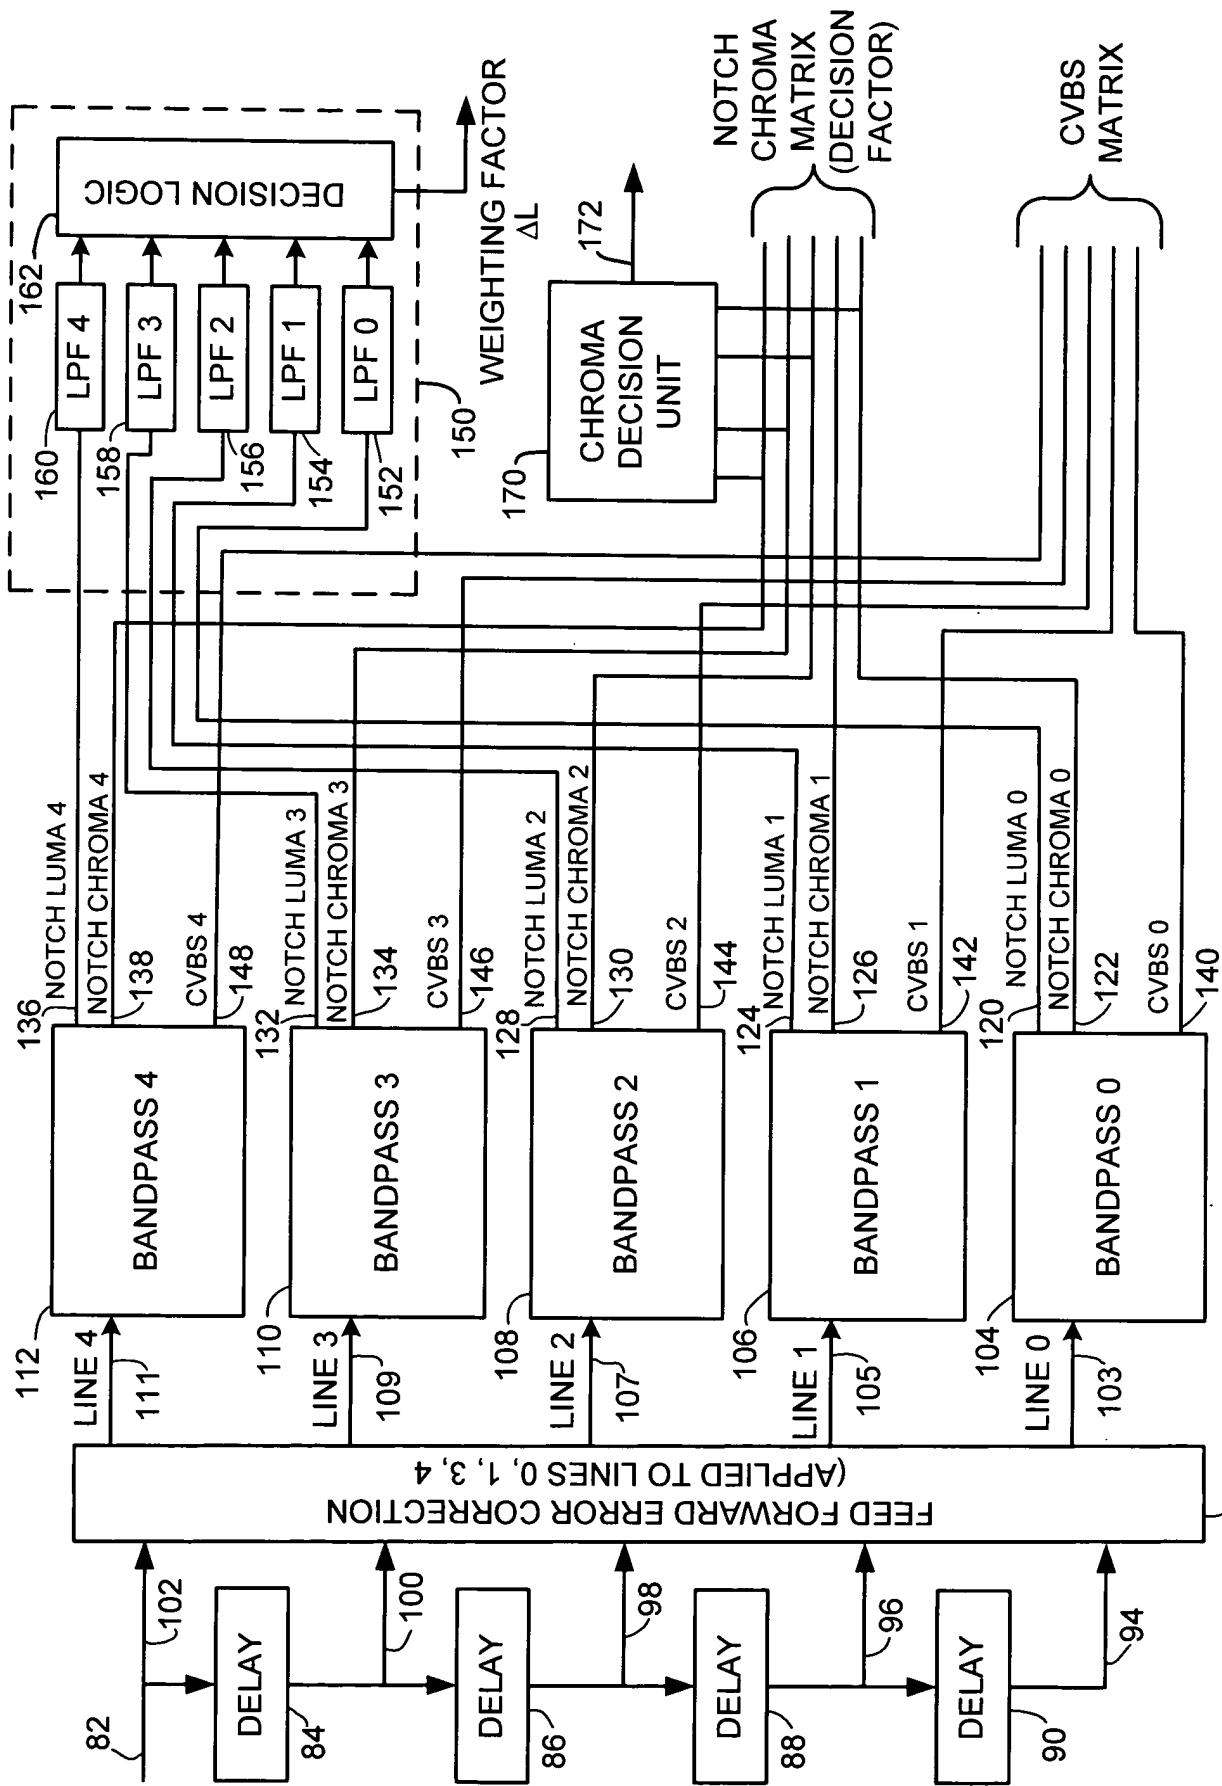 82
102
DELAY
84
100
DELAY
86
98
DELAY
88
96
DELAY
90
94
FEED FORWARD ERROR CORRECTION
(APPLIED TO LINES 0, 1, 3, 4
LINE 4
111
112
BANDPASS 4
LINE 3
109
110
BANDPASS 3
LINE 2
107
108
BANDPASS 2
LINE 1
105
106
BANDPASS 1
LINE 0
103
104
BANDPASS 0
136
NOTCH LUMA 4
NOTCH CHROMA 4
138
CVBS 4
148
132
NOTCH LUMA 3
NOTCH CHROMA 3
134
CVBS 3
146
128
NOTCH LUMA 2
NOTCH CHROMA 2
130
CVBS 2
144
124
NOTCH LUMA 1
NOTCH CHROMA 1
126
CVBS 1
142
120
NOTCH LUMA 0
NOTCH CHROMA 0
122
CVBS 0
140
160
LPF 4
158
LPF 3
156
LPF 2
154
LPF 1
152
LPF 0
162
DECISION LOGIC
150
WEIGHTING FACTOR
ΔL
170
CHROMA
DECISION
UNIT
172
NOTCH
CHROMA
MATRIX
(DECISION
FACTOR)
CVBS
MATRIX